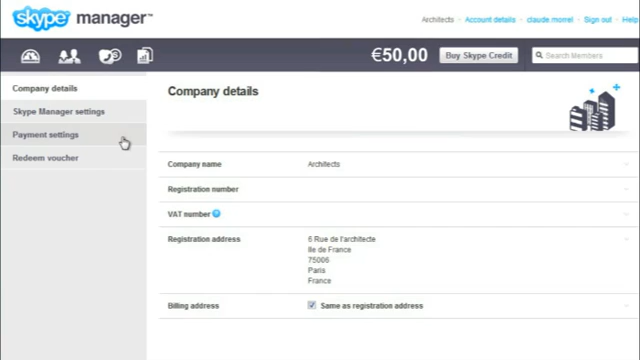 skype manager™
Architects Account details claude morrel Sign out Help
€50,00 Buy Skype Credit Search Members
Company details
Skype Manager settings
Payment settings
Redeem voucher
Company details
Company name Architects
Registration number
VAT number ?
Registration address 6 Rue de l'architecte
Ile de France
75006
Paris
France
Billing address Same as registration address